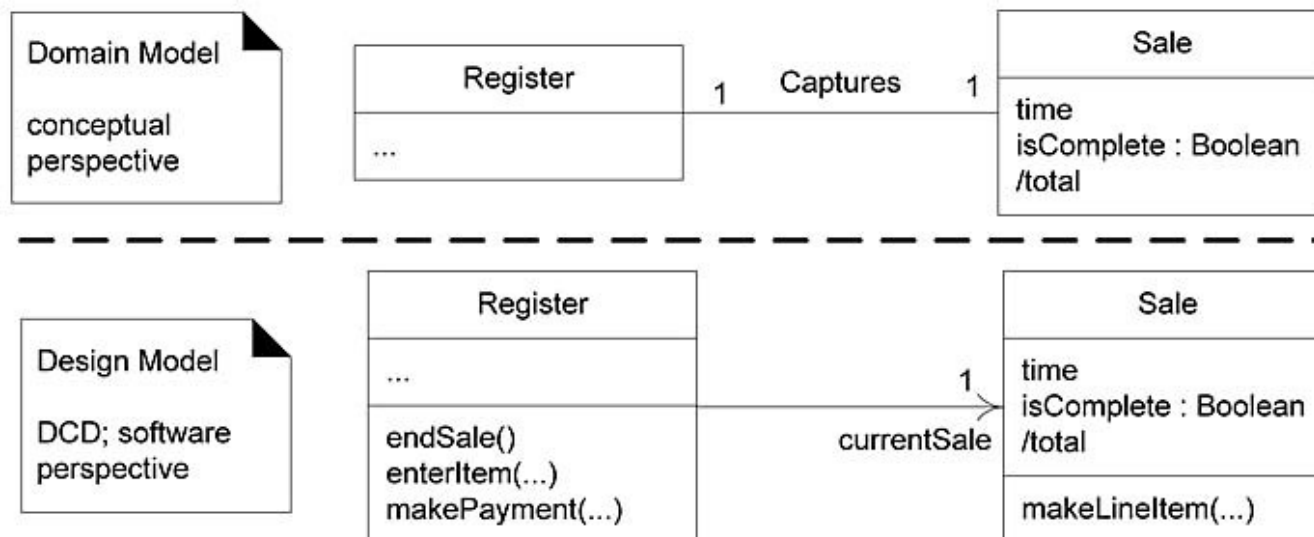 Domain Model
conceptual
perspective
Register
...
1
Captures
1
Sale
time
isComplete : Boolean
/total
Design Model
DCD; software
perspective
Register
...
endSale()
enterItem(...)
makePayment(...)
1
currentSale
Sale
time
isComplete : Boolean
/total
makeLineItem(...)